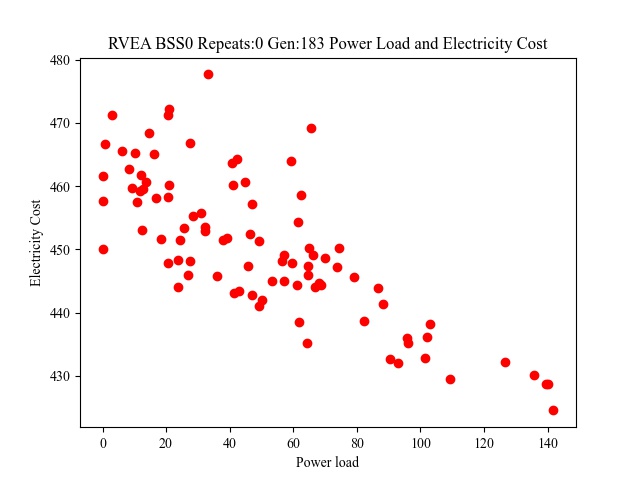 RVEA BSS0 Repeats:0 Gen:183 Power Load and Electricity Cost
480
470
460
450
440
430
Electricity Cost
0 20 40 60 80 100 120 140
Power load